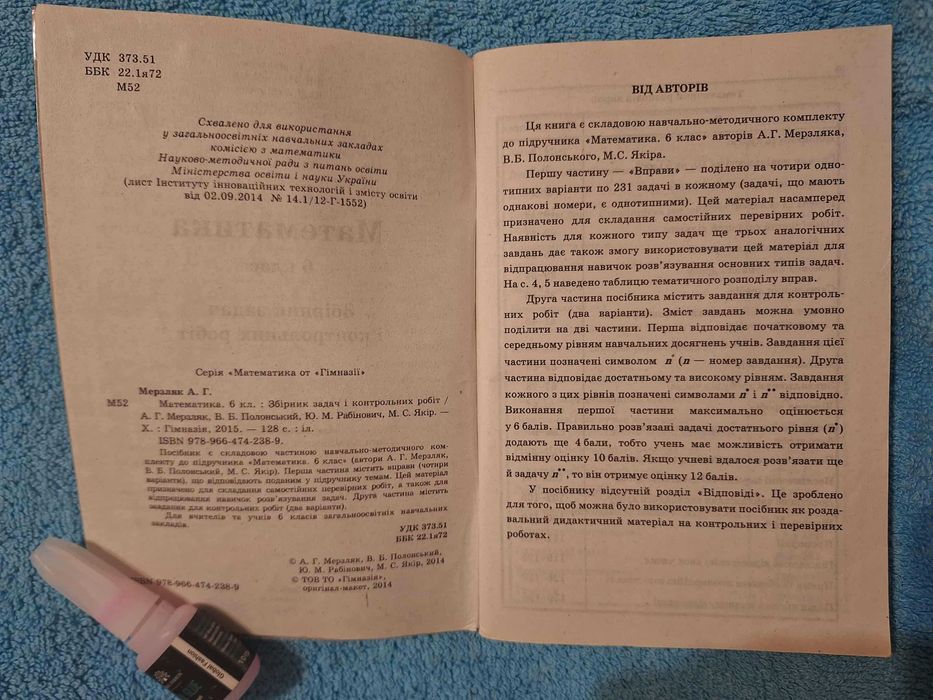 УДК 373.51
ББК 22.1я72
М52
Схвалено для використання
у загальноосвітніх навчальних закладах
комісією з математики
Науково-методичної ради з питань освіти
Міністерства освіти і науки України
(лист Інституту інноваційних технологій і змісту освіти
від 02.09.2014 № 14.1/12-Г-1552)
Серія «Математика от «Гімназії»
Мерзляк А. Г.
М52 Математика. 6 кл. : Збірник задач і контрольних робіт /
А. Г. Мерзляк, В. Б. Полонський, Ю. М. Рабінович, М. С. Якір. —
Х. : Гімназія, 2015. — 128 с. : іл.
ISBN 978-966-474-238-9.
Посібник є складовою частиною навчально-методичного ком-
плекту до підручника «Математика. 6 клас» (автори А. Г. Мерзляк,
В. Б. Полонський, М. С. Якір). Перша частина містить вправи (чотири
варіанти), що відповідають поданим у підручнику темам. Цей матеріал
призначено для складання самостійних перевірних робіт, а також для
відпрацювання навичок розв'язування задач. Друга частина містить
завдання для контрольних робіт (два варіанти).
Для вчителів та учнів 6 класів загальноосвітніх навчальних
закладів.
УДК 373.51
ББК 22.1я72
© А. Г. Мерзляк, В. Б. Полонський,
Ю. М. Рабінович, М. С. Якір, 2014
© ТОВ ТО «Гімназія»,
оригінал-макет, 2014
ISBN 978-966-474-238-9
Global Fashion
ВІД АВТОРІВ
Ця книга є складовою навчально-методичного комплекту
до підручника «Математика. 6 клас» авторів А.Г. Мерзляка,
В.Б. Полонського, М.С. Якіра.
Першу частину — «Вправи» — поділено на чотири одно-
типних варіанти по 231 задачі в кожному (задачі, що мають
однакові номери, є однотипними). Цей матеріал насамперед
призначено для складання самостійних перевірних робіт.
Наявність для кожного типу задач ще трьох аналогічних
завдань дає також змогу використовувати цей матеріал для
відпрацювання навичок розв'язування основних типів задач.
На с. 4, 5 наведено таблицю тематичного розподілу вправ.
Друга частина посібника містить завдання для контроль-
них робіт (два варіанти). Зміст завдань можна умовно
поділити на дві частини. Перша відповідає початковому та
середньому рівням навчальних досягнень учнів. Завдання цієї
частини позначені символом n° (n — номер завдання). Друга
частина відповідає достатньому та високому рівням. Завдання
кожного з цих рівнів позначені символами n• і n•• відповідно.
Виконання першої частини максимально оцінюється
у 6 балів. Правильно розв'язані задачі достатнього рівня (n•)
додають ще 4 бали, тобто учень має можливість отримати
відмінну оцінку 10 балів. Якщо учневі вдалося розв'язати ще
й задачу n••, то він отримує оцінку 12 балів.
У посібнику відсутній розділ «Відповіді». Це зроблено
для того, щоб можна було використовувати посібник як розда-
вальний дидактичний матеріал на контрольних і перевірних
роботах.